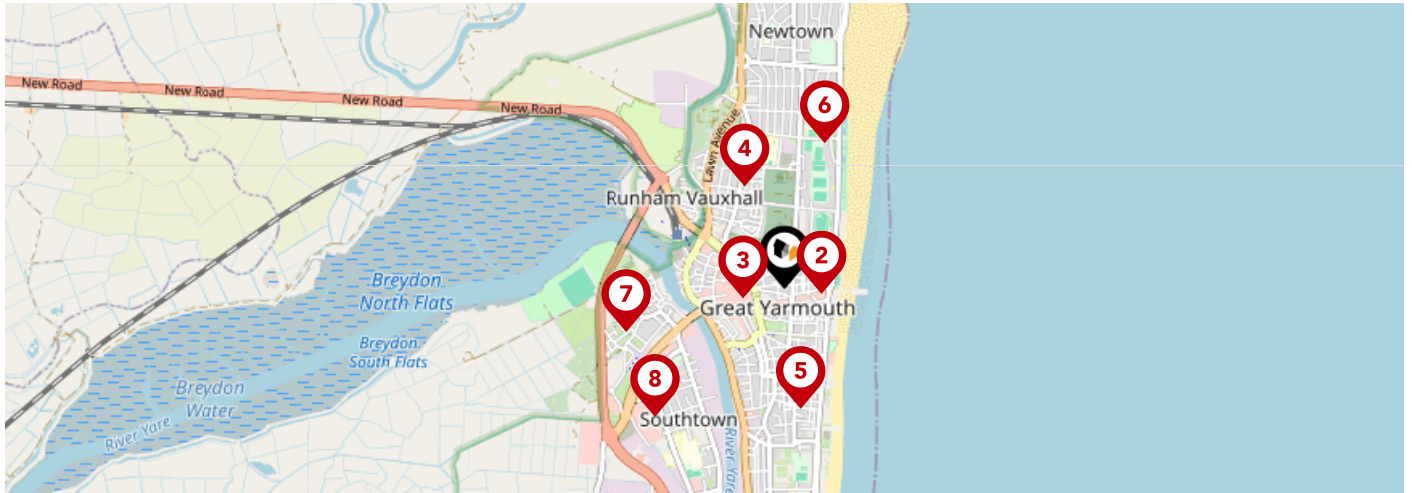 Newtown
New Road
New Road
New Road
New Road
6
Lawn Avenue
4
Runham Vauxhall
3
2
Breydon
North Flats
7
Great Yarmouth
Breydon
South Flats
5
8
Breydon
Water
Southtown
River Yare
River Yare